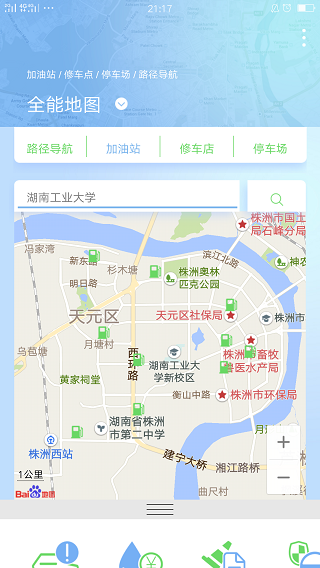 21:17
加油站 / 修车点 / 停车场 / 路径导航
全能地图
路径导航 加油站 修车店 停车场
湖南工业大学
株洲市国土
局石峰分局
冯家湾
滨江北路
新东路
杉木塘
神农
株洲奥林
匹克公园
明日路
天元区
天元区社保局
株洲市
月塘村
乌苞塘
西环路
株洲市畜牧
兽医水产局
湖南工业大
学新校区
黄家祠堂
衡山中路
株洲市环保局
湖南省株洲
市第二中学
月
建宁大桥
株洲西站
湘江路桥
1公里
Bai 地图
曲尺村
+
−